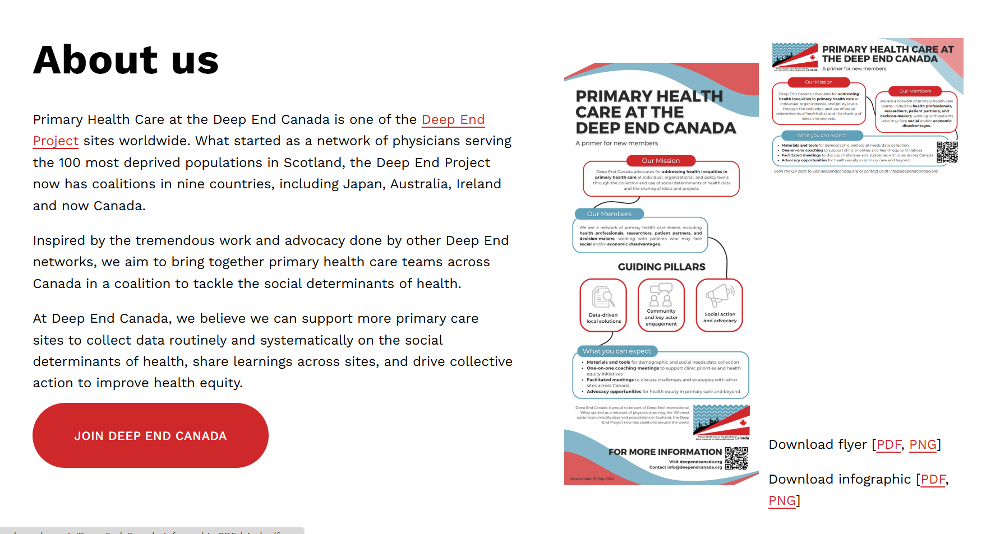 About us
Primary Health Care at the Deep End Canada is one of the Deep End
Project sites worldwide. What started as a network of physicians serving
the 100 most deprived populations in Scotland, the Deep End Project
now has coalitions in nine countries, including Japan, Australia, Ireland
and now Canada.
Inspired by the tremendous work and advocacy done by other Deep End
networks, we aim to bring together primary health care teams across
Canada in a coalition to tackle the social determinants of health.
At Deep End Canada, we believe we can support more primary care
sites to collect data routinely and systematically on the social
determinants of health, share learnings across sites, and drive collective
action to improve health equity.
JOIN DEEP END CANADA
PRIMARY HEALTH
CARE AT THE
DEEP END CANADA
A primer for new members
Our Mission
Deep End Canada advocates for addressing health inequities in
primary health care at individual, organizational, and policy levels
through the collection and use of social determinants of health data
and the sharing of ideas and projects.
Our Members
We are a network of primary health care teams, including
health professionals, researchers, patient partners, and
decision-makers, working with patients who may face
social and/or economic disadvantages.
GUIDING PILLARS
Data-driven
local solutions
Community
and key actor
engagement
Social action
and advocacy
What you can expect
• Materials and tools for demographic and social needs data collection
• One-on-one coaching meetings to support clinic priorities and health
equity initiatives
• Facilitated meetings to discuss challenges and strategies with other
sites across Canada
• Advocacy opportunities for health equity in primary care and beyond
Deep End Canada is proud to be part of Deep End International.
What started as a network of physicians serving the 100 most
socio-economically deprived populations in Scotland, the Deep
End Project now has coalitions around the world.
Primary Health Care at the Deep End
Soins primaires en milieux défavorisés Canada
FOR MORE INFORMATION
Visit deependcanada.org
Contact info@deependcanada.org
Version date: 16-Sep-2024
PRIMARY HEALTH CARE AT
THE DEEP END CANADA
A primer for new members
Primary Health Care at the Deep End
Soins primaires en milieux défavorisés Canada
Our Mission
Deep End Canada advocates for addressing
health inequities in primary health care at
individual, organizational, and policy levels
through the collection and use of social
determinants of health data and the sharing of
ideas and projects.
Our Members
We are a network of primary health care
teams, including health professionals,
researchers, patient partners, and
decision-makers, working with patients
who may face social and/or economic
disadvantages.
What you can expect
• Materials and tools for demographic and social needs data collection
• One-on-one coaching to support clinic priorities and health equity initiatives
• Facilitated meetings to discuss challenges and strategies with sites across Canada
• Advocacy opportunities for health equity in primary care and beyond
Scan the QR code to visit deependcanada.org or contact us at info@deependcanada.org
Download flyer [PDF, PNG]
Download infographic [PDF,
PNG]